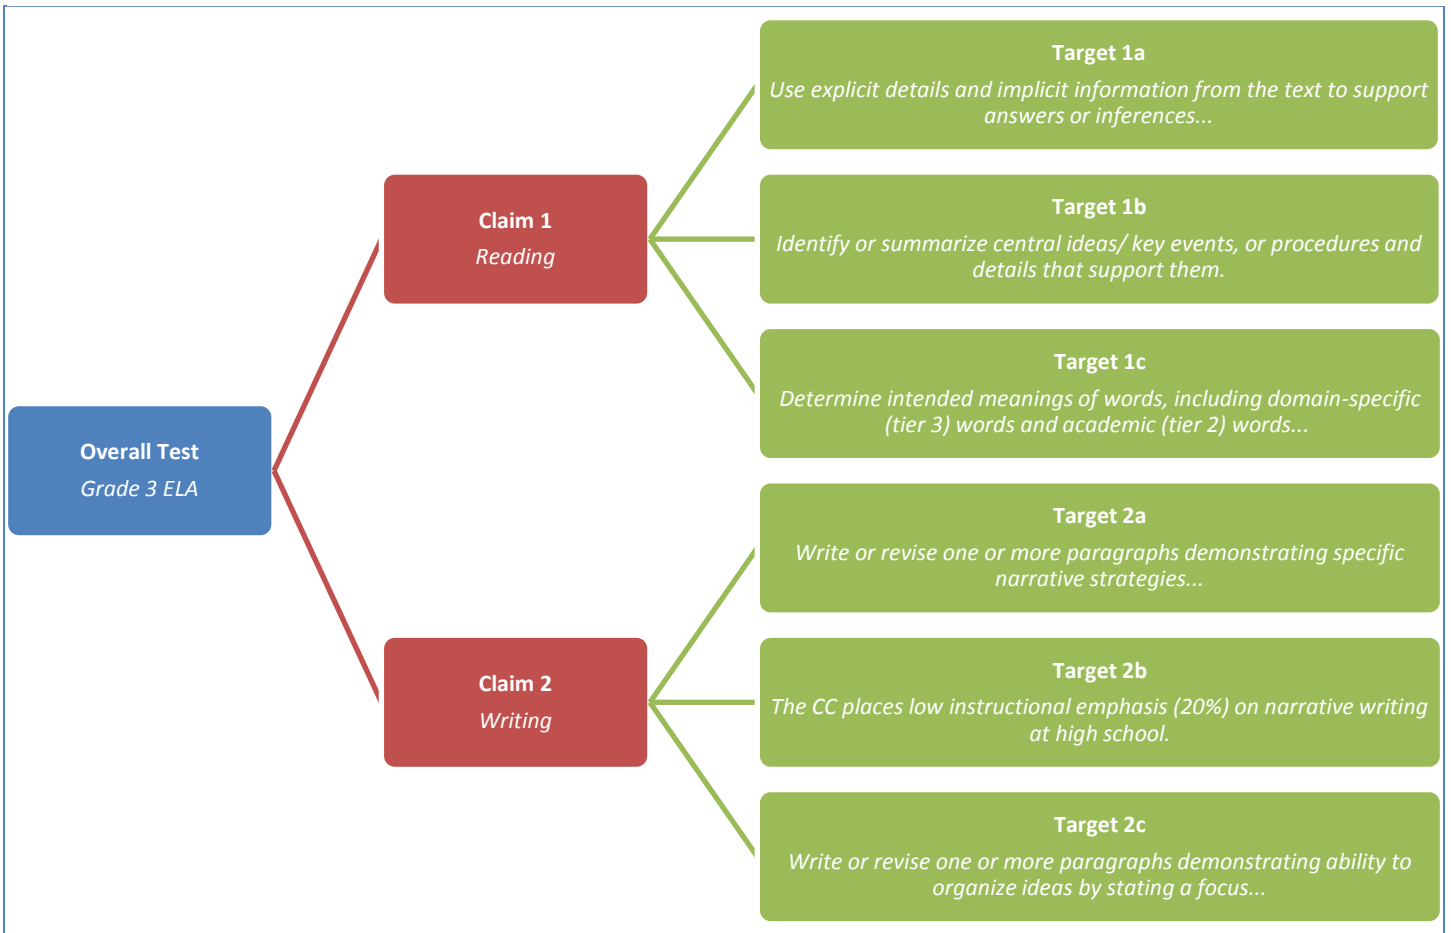 Overall Test
Grade 3 ELA
Claim 1
Reading
Target 1a
Use explicit details and implicit information from the text to support
answers or inferences...
Target 1b
Identify or summarize central ideas/ key events, or procedures and
details that support them.
Target 1c
Determine intended meanings of words, including domain-specific
(tier 3) words and academic (tier 2) words...
Claim 2
Writing
Target 2a
Write or revise one or more paragraphs demonstrating specific
narrative strategies...
Target 2b
The CC places low instructional emphasis (20%) on narrative writing
at high school.
Target 2c
Write or revise one or more paragraphs demonstrating ability to
organize ideas by stating a focus...